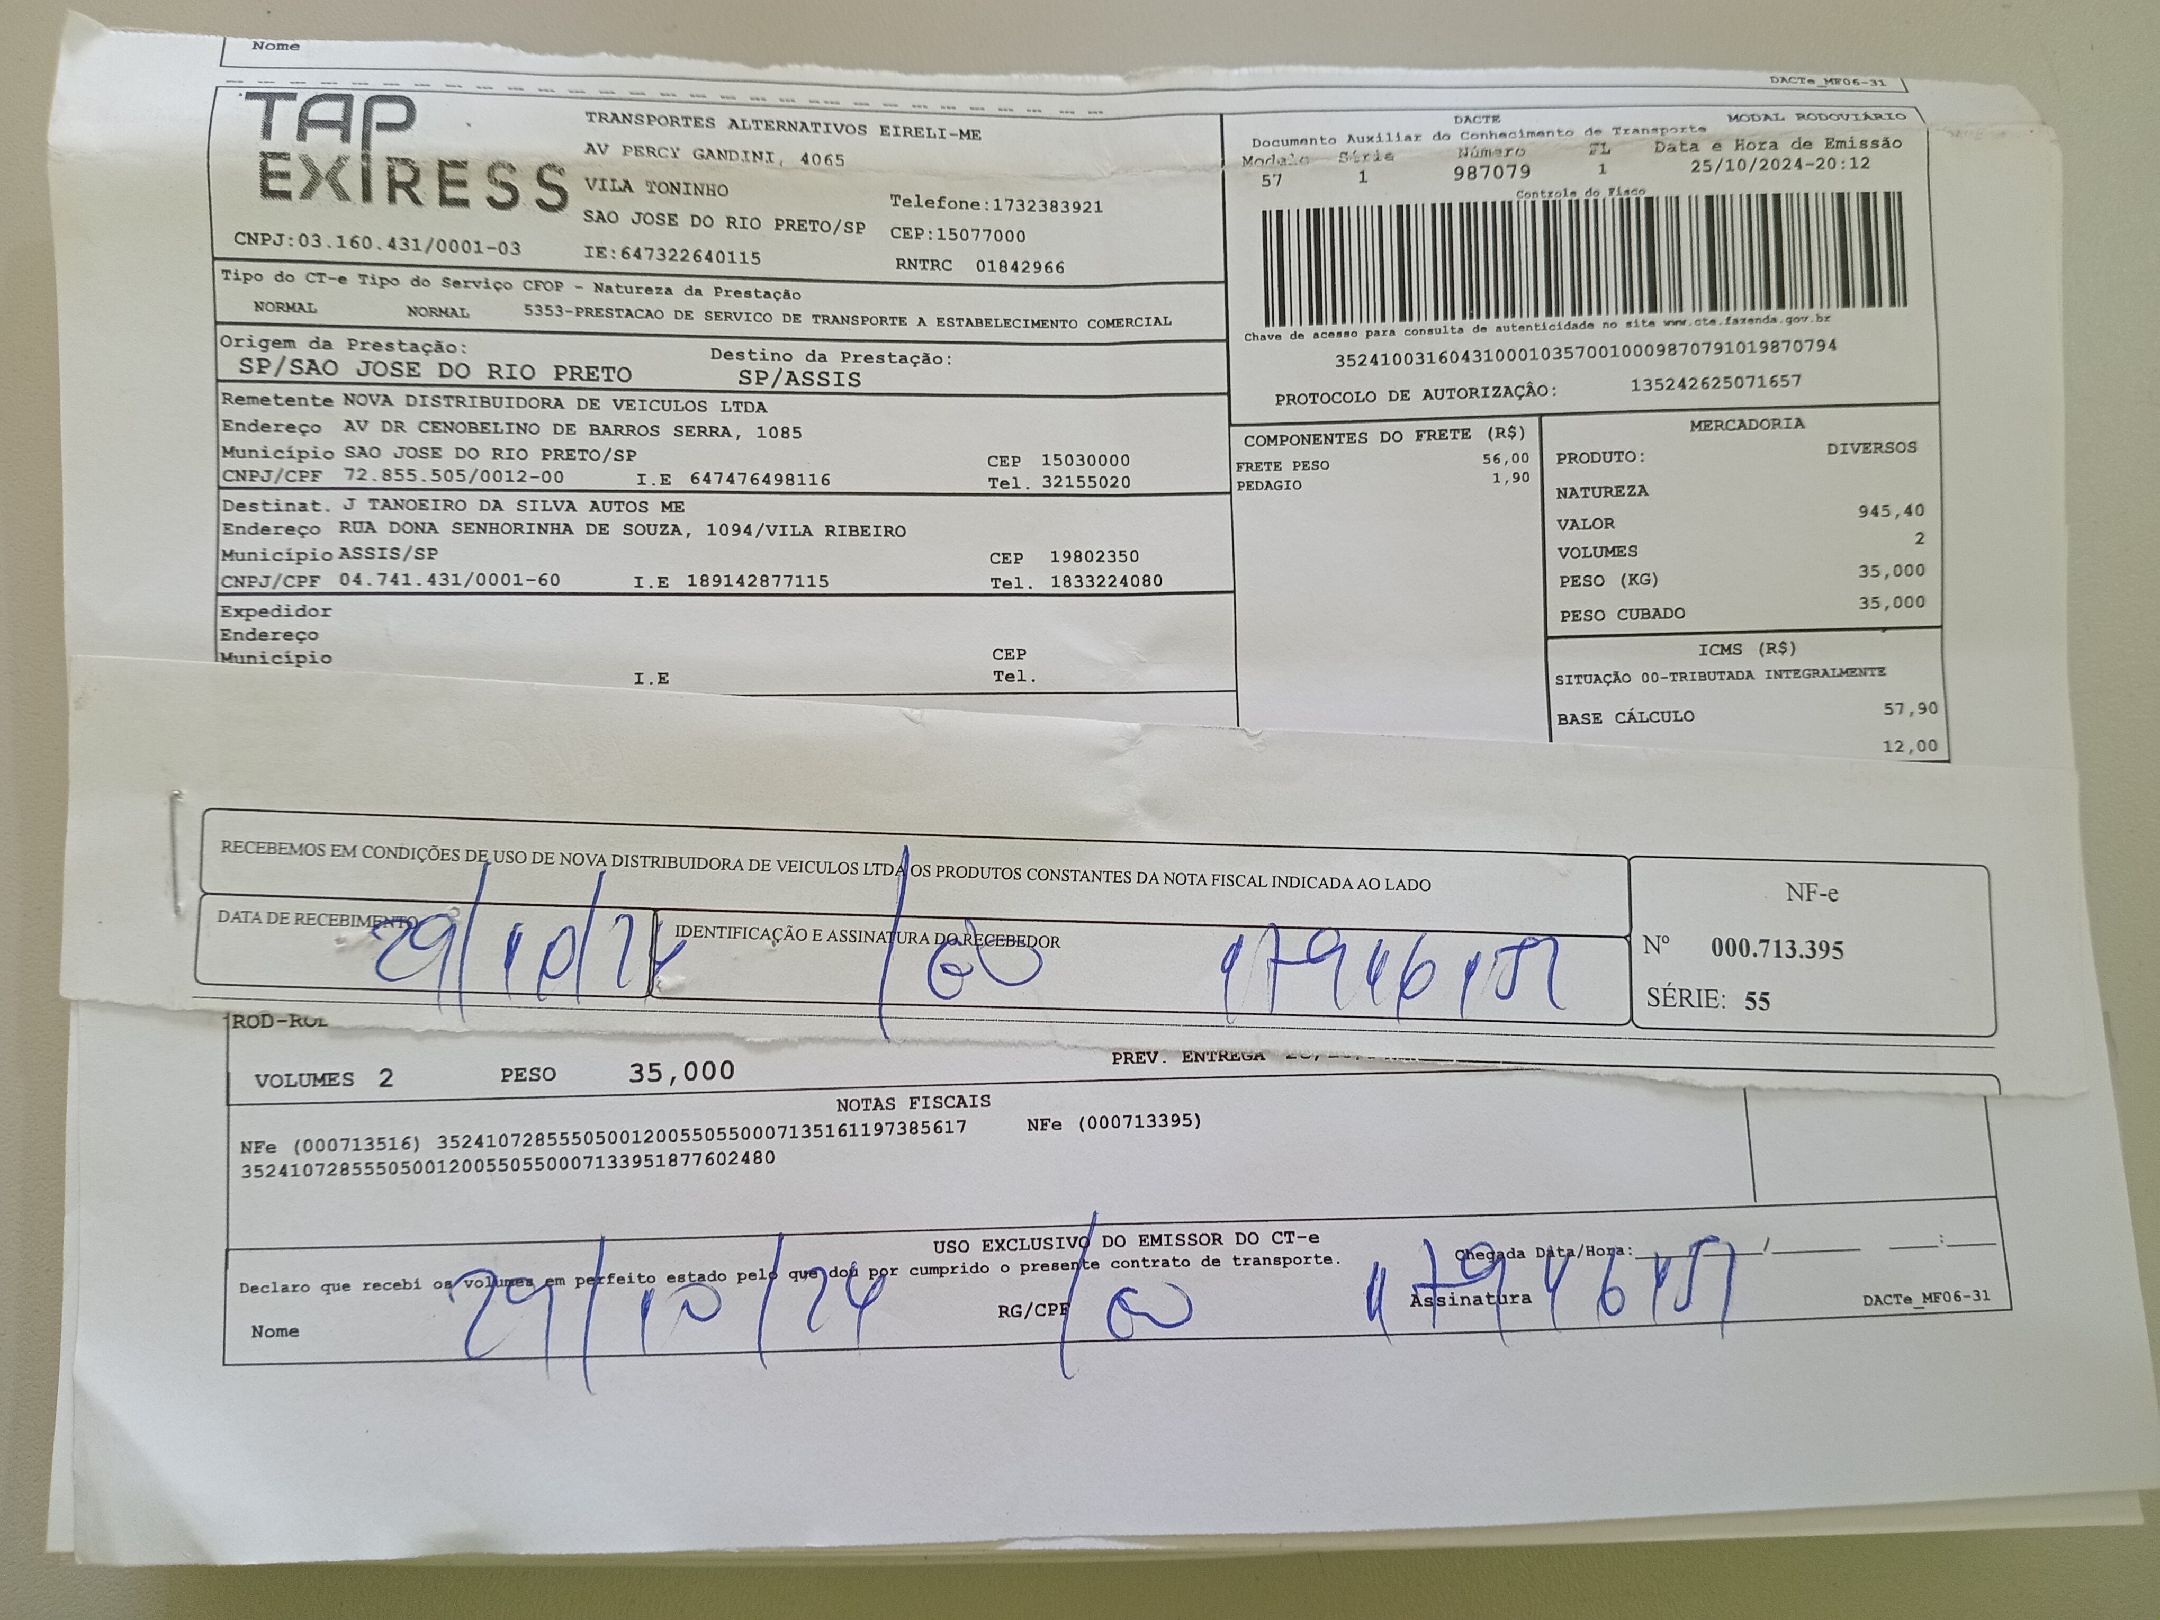 Nome
DACTe_MF06-31
TAP
EXIRESS
TRANSPORTES ALTERNATIVOS EIRELI-ME
AV PERCY GANDINI, 4065
VILA TONINHO
SAO JOSE DO RIO PRETO/SP
Telefone:1732383921
CEP:15077000
CNPJ:03.160.431/0001-03
IE:647322640115
RNTRC 01842966
DACTE
MODAL RODOVIÁRIO
Documento Auxiliar do Conhecimento de Transporte
Modelo Série Número FL Data e Hora de Emissão
57 1 987079 1 25/10/2024-20:12
Controle do Fisco
Chave de acesso para consulta de autenticidade no site www.cte.fazenda.gov.br
35241003160431000103570010009870791019870794
PROTOCOLO DE AUTORIZAÇÂO: 135242625071657
Tipo do CT-e Tipo do Serviço CFOP - Natureza da Prestação
NORMAL NORMAL 5353-PRESTACAO DE SERVICO DE TRANSPORTE A ESTABELECIMENTO COMERCIAL
Origem da Prestação: Destino da Prestação:
SP/SAO JOSE DO RIO PRETO SP/ASSIS
Remetente NOVA DISTRIBUIDORA DE VEICULOS LTDA
Endereço AV DR CENOBELINO DE BARROS SERRA, 1085
Município SAO JOSE DO RIO PRETO/SP CEP 15030000
CNPJ/CPF 72.855.505/0012-00 I.E 647476498116 Tel. 32155020
Destinat. J TANOEIRO DA SILVA AUTOS ME
Endereço RUA DONA SENHORINHA DE SOUZA, 1094/VILA RIBEIRO
Município ASSIS/SP CEP 19802350
CNPJ/CPF 04.741.431/0001-60 I.E 189142877115 Tel. 1833224080
Expedidor
Endereço
Município CEP
I.E Tel.
COMPONENTES DO FRETE (R$)
FRETE PESO 56,00
PEDAGIO 1,90
MERCADORIA
PRODUTO: DIVERSOS
NATUREZA
VALOR 945,40
VOLUMES 2
PESO (KG) 35,000
PESO CUBADO 35,000
ICMS (R$)
SITUAÇÃO 00-TRIBUTADA INTEGRALMENTE
BASE CÁLCULO 57,90
12,00
RECEBEMOS EM CONDIÇÕES DE USO DE NOVA DISTRIBUIDORA DE VEICULOS LTDA OS PRODUTOS CONSTANTES DA NOTA FISCAL INDICADA AO LADO
DATA DE RECEBIMENTO
IDENTIFICAÇÃO E ASSINATURA DO RECEBEDOR
29/10/24
NF-e
Nº 000.713.395
SÉRIE: 55
ROD-ROL
VOLUMES 2 PESO 35,000 PREV. ENTREGA
NOTAS FISCAIS
NFe (000713516) 35241072855505001200550550007135161197385617 NFe (000713395)
35241072855505001200550550007133951877602480
USO EXCLUSIVO DO EMISSOR DO CT-e
Declaro que recebi os volumes em perfeito estado pelo que dou por cumprido o presente contrato de transporte.
Chegada Data/Hora:
Nome 29/10/24 RG/CPF Assinatura
DACTe_MF06-31